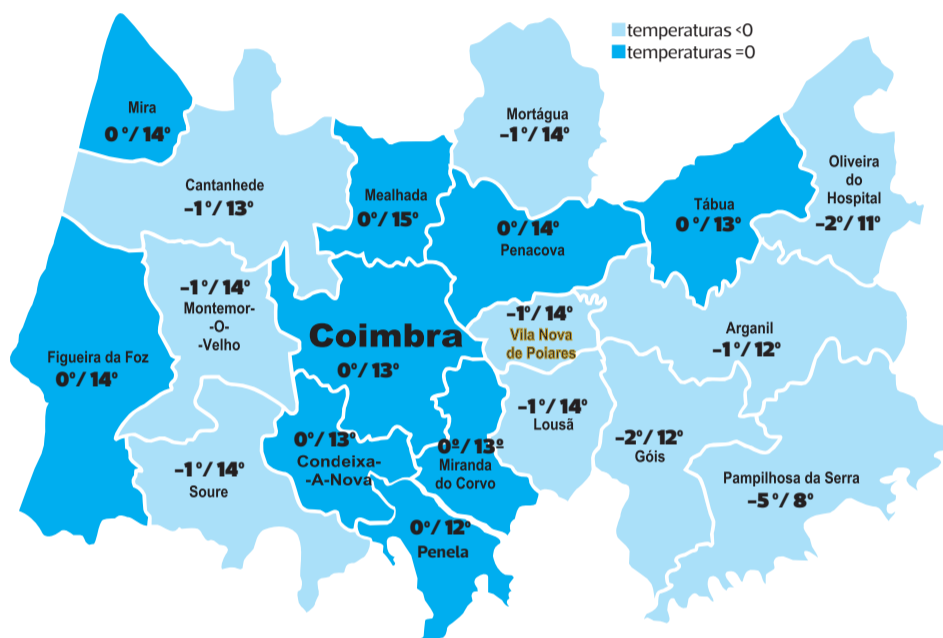 temperaturas <0
temperaturas =0
Mira
0°/14°
Mortágua
-1°/14°
Oliveira
do
Hospital
-2°/11°
Cantanhede
-1°/13°
Mealhada
0°/15°
Tábua
0°/13°
0°/14°
Penacova
-1°/14°
Montemor-
-O-
-Velho
Coimbra
0°/13°
-1°/14°
Vila Nova
de Poiares
Arganil
-1°/12°
Figueira da Foz
0°/14°
-1°/14°
Lousã
-2°/12°
Góis
0°/13°
Condeixa-
-A-Nova
0º/13º
Miranda
do Corvo
-1°/14°
Soure
Pampilhosa da Serra
-5°/8°
0°/12°
Penela